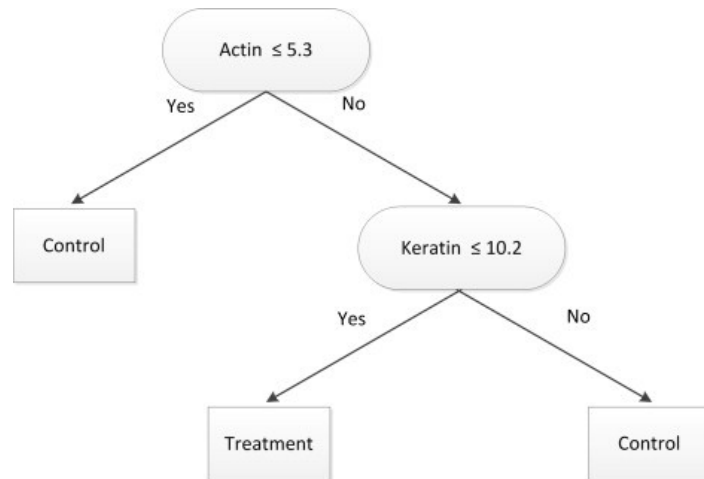 Actin ≤ 5.3
Yes
No
Control
Keratin ≤ 10.2
Yes
No
Treatment
Control